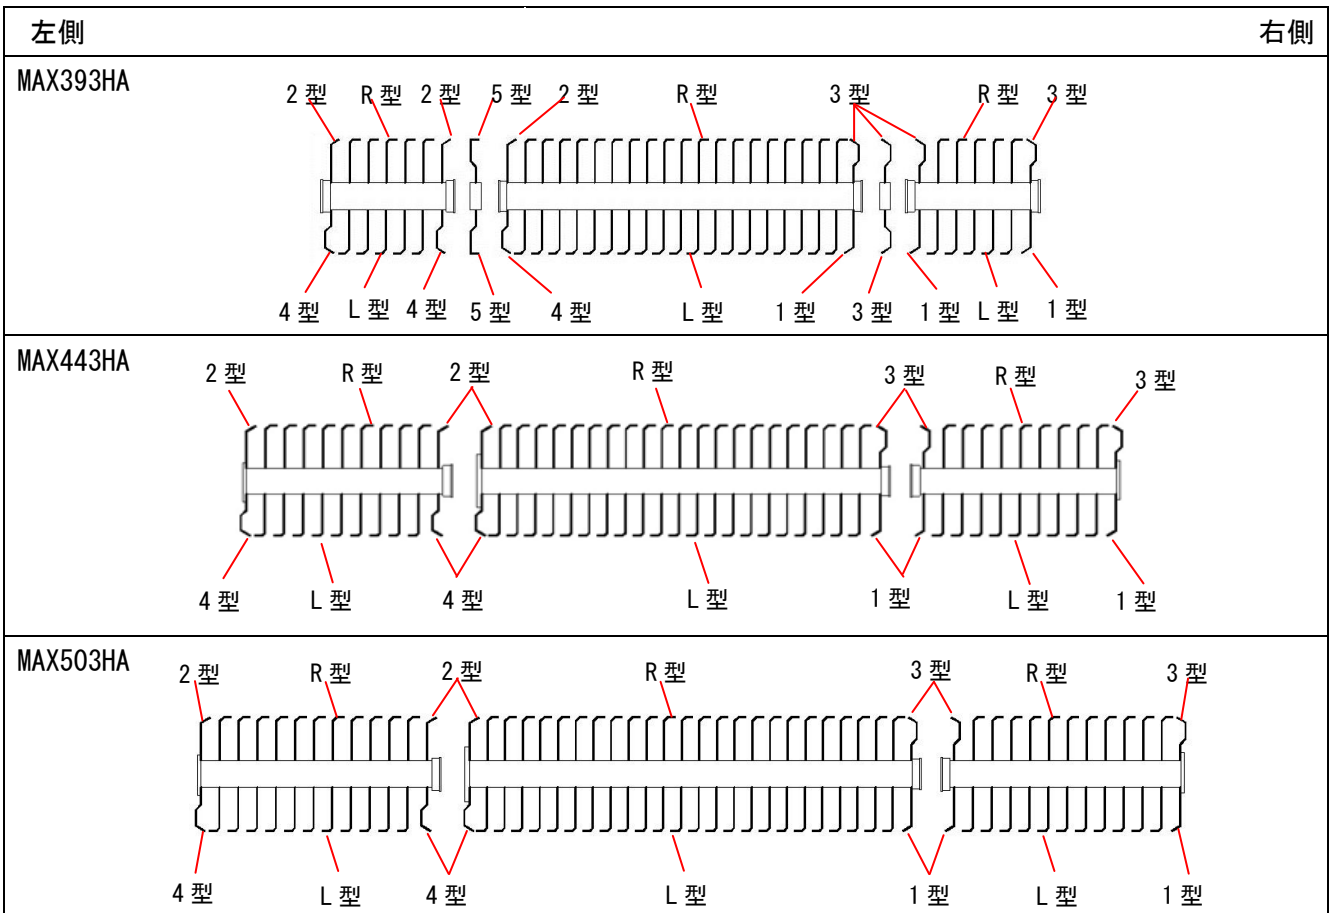 左側 右側
MAX393HA
2型 R型 2型 5型 2型 R型 3型 R型 3型
4型 L型 4型 5型 4型 L型 1型 3型 1型 L型 1型
MAX443HA
2型 R型 2型 R型 3型 R型 3型
4型 L型 4型 L型 1型 L型 1型
MAX503HA
2型 R型 2型 R型 3型 R型 3型
4型 L型 4型 L型 1型 L型 1型